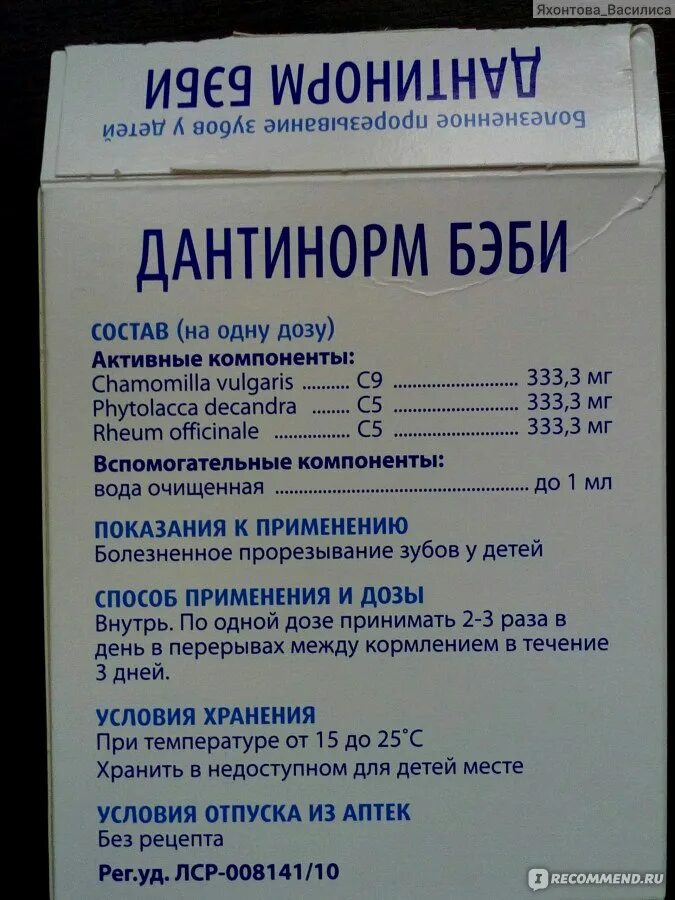 Яхонтова_Василиса
ДАНТИНОРМ БЭБИ
Болезненное прорезывание зубов у детей
ДАНТИНОРМ БЭБИ
СОСТАВ (на одну дозу)
Активные компоненты:
Chamomilla vulgaris ......... C9 ........................ 333,3 мг
Phytolacca decandra ....... C5 ........................ 333,3 мг
Rheum officinale .............. C5 ........................ 333,3 мг
Вспомогательные компоненты:
вода очищенная ................................................ до 1 мл
ПОКАЗАНИЯ К ПРИМЕНЕНИЮ
Болезненное прорезывание зубов у детей
СПОСОБ ПРИМЕНЕНИЯ И ДОЗЫ
Внутрь. По одной дозе принимать 2-3 раза в
день в перерывах между кормлением в течение
3 дней.
УСЛОВИЯ ХРАНЕНИЯ
При температуре от 15 до 25˚С
Хранить в недоступном для детей месте
УСЛОВИЯ ОТПУСКА ИЗ АПТЕК
Без рецепта
Рег.уд. ЛСР-008141/10
IRECOMMEND.RU